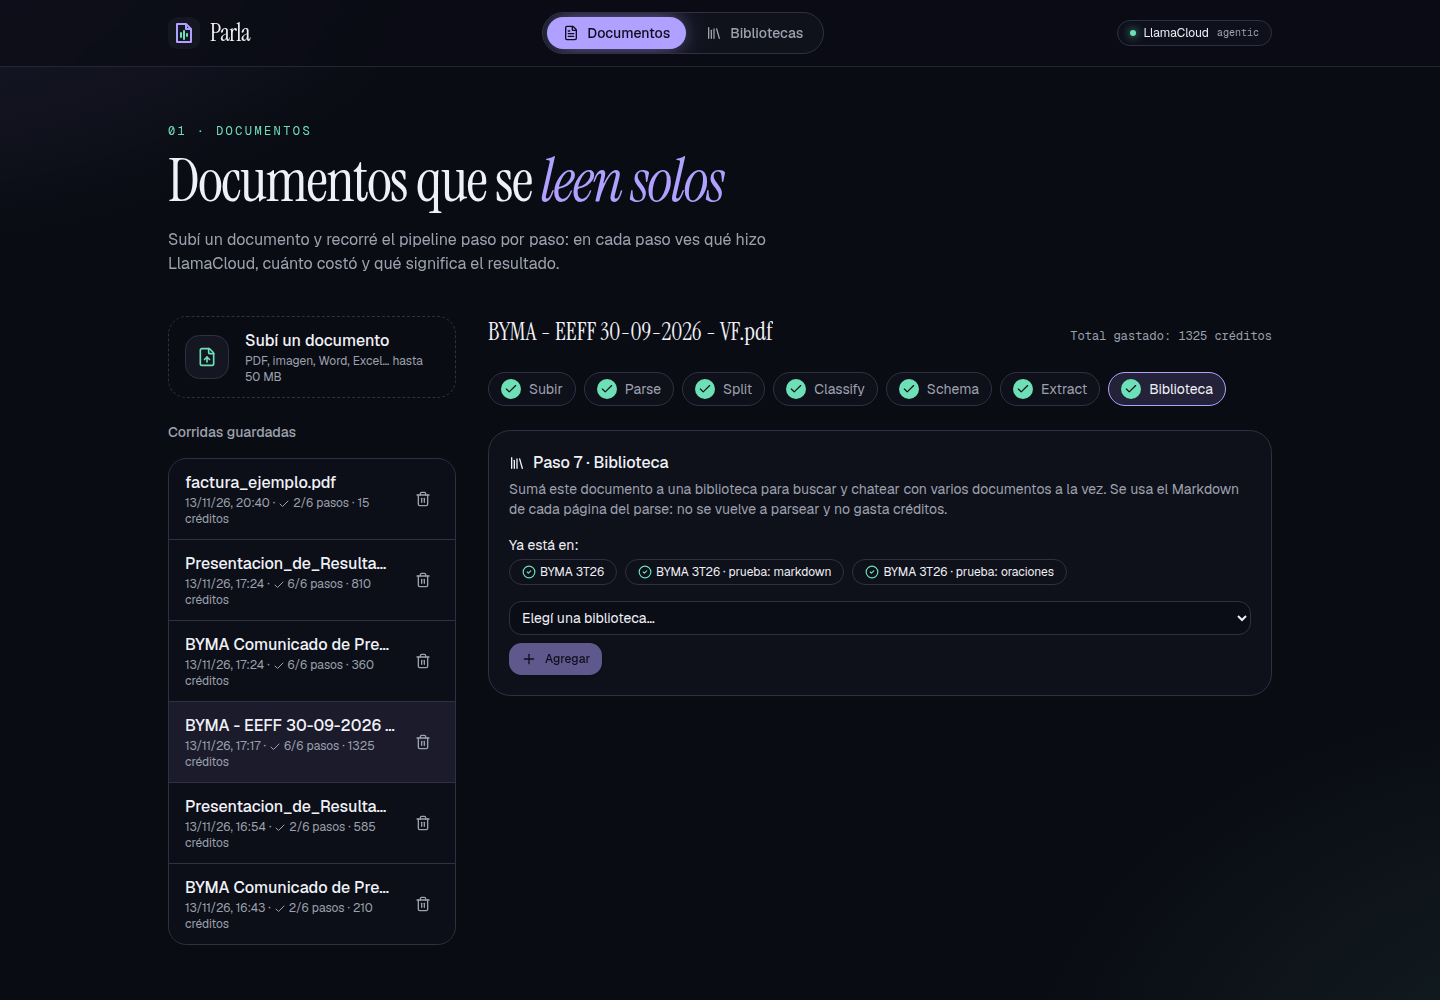 Parla
Documentos
Bibliotecas
LlamaCloud agentic
01 · DOCUMENTOS
Documentos que se leen solos
Subí un documento y recorré el pipeline paso por paso: en cada paso ves qué hizo
LlamaCloud, cuánto costó y qué significa el resultado.
Subí un documento
PDF, imagen, Word, Excel… hasta
50 MB
Corridas guardadas
factura_ejemplo.pdf
13/11/26, 20:40 · ✓ 2/6 pasos · 15
créditos
Presentacion_de_Resulta…
13/11/26, 17:24 · ✓ 6/6 pasos · 810
créditos
BYMA Comunicado de Pre…
13/11/26, 17:24 · ✓ 6/6 pasos · 360
créditos
BYMA - EEFF 30-09-2026 …
13/11/26, 17:17 · ✓ 6/6 pasos · 1325
créditos
Presentacion_de_Resulta…
13/11/26, 16:54 · ✓ 2/6 pasos · 585
créditos
BYMA Comunicado de Pre…
13/11/26, 16:43 · ✓ 2/6 pasos · 210
créditos
BYMA - EEFF 30-09-2026 - VF.pdf
Total gastado: 1325 créditos
Subir
Parse
Split
Classify
Schema
Extract
Biblioteca
Paso 7 · Biblioteca
Sumá este documento a una biblioteca para buscar y chatear con varios documentos a la vez. Se usa el Markdown
de cada página del parse: no se vuelve a parsear y no gasta créditos.
Ya está en:
BYMA 3T26
BYMA 3T26 · prueba: markdown
BYMA 3T26 · prueba: oraciones
Elegí una biblioteca…
Agregar